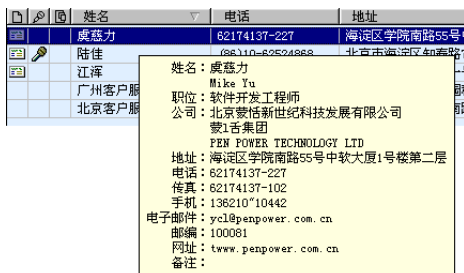 姓名 电话 地址
虞慈力 62174137-227 海淀区学院南路55号
陆佳 (86)10-62524868 北京市海淀区知春路
江浑
广州客户服
北京客户服
姓名：虞慈力
Mike Yu
职位：软件开发工程师
公司：北京蒙恬新世纪科技发展有限公司
蒙1舌集团
PEN POWER TECHNOLOGY LTD
地址：海淀区学院南路55号中软大厦1号楼第二层
电话：62174137-227
传真：62174137-102
手机：136210"10442
电子邮件：ycl@penpower.com.cn
邮编：100081
网址：twww.penpower.com.cn
备注：